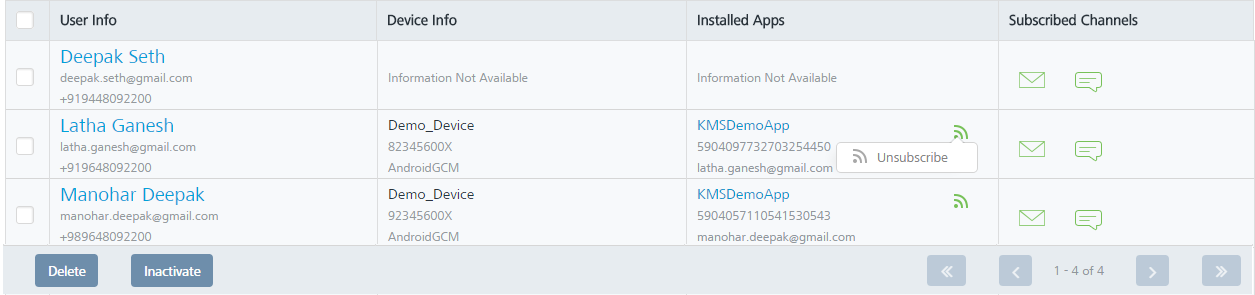 User Info Device Info Installed Apps Subscribed Channels
Deepak Seth
deepak.seth@gmail.com Information Not Available Information Not Available
+919448092200
Latha Ganesh Demo_Device KMSDemoApp
latha.ganesh@gmail.com 82345600X 5904097732703254450 Unsubscribe
+919648092200 AndroidGCM latha.ganesh@gmail.com
Manohar Deepak Demo_Device KMSDemoApp
manohar.deepak@gmail.com 92345600X 5904057110541530543
+989648092200 AndroidGCM manohar.deepak@gmail.com
Delete Inactivate 1 - 4 of 4